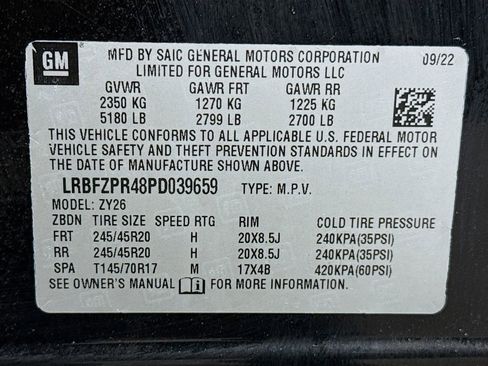 GM
MFD BY SAIC GENERAL MOTORS CORPORATION 09/22
LIMITED FOR GENERAL MOTORS LLC
GVWR GAWR FRT GAWR RR
2350 KG 1270 KG 1225 KG
5180 LB 2799 LB 2700 LB
THIS VEHICLE CONFORMS TO ALL APPLICABLE U.S. FEDERAL MOTOR
VEHICLE SAFETY AND THEFT PREVENTION STANDARDS IN EFFECT ON
THE DATE OF MANUFACTURE SHOWN ABOVE.
LRBFZPR48PD039659 TYPE: M.P.V.
MODEL: ZY26
ZBDN TIRE SIZE SPEED RTG RIM COLD TIRE PRESSURE
FRT 245/45R20 H 20X8.5J 240KPA(35PSI)
RR 245/45R20 H 20X8.5J 240KPA(35PSI)
SPA T145/70R17 M 17X4B 420KPA(60PSI)
SEE OWNER'S MANUAL FOR MORE INFORMATION.